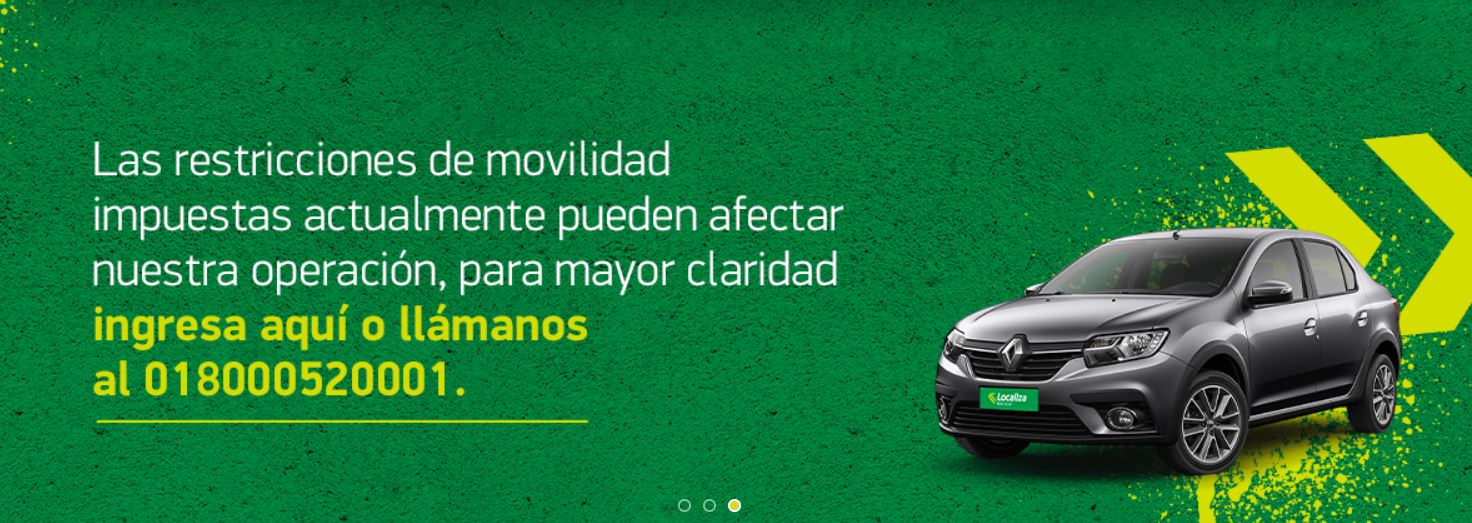 Las restricciones de movilidad
impuestas actualmente pueden afectar
nuestra operación, para mayor claridad
ingresa aquí o llámanos
al 018000520001.
Localiza